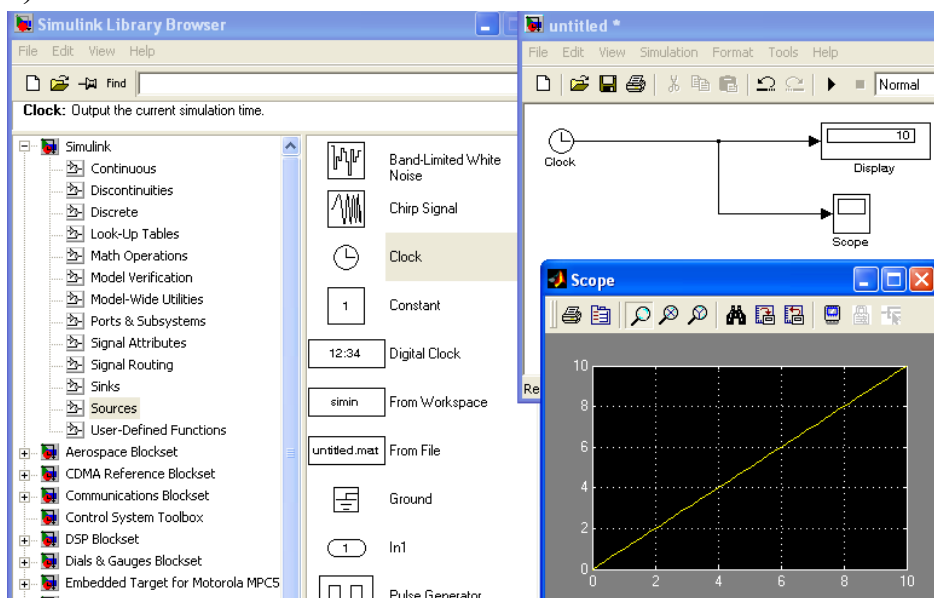 Simulink Library Browser
File Edit View Help
Find
Clock: Output the current simulation time.
Simulink
Continuous
Discontinuities
Discrete
Look-Up Tables
Math Operations
Model Verification
Model-Wide Utilities
Ports & Subsystems
Signal Attributes
Signal Routing
Sinks
Sources
User-Defined Functions
Aerospace Blockset
CDMA Reference Blockset
Communications Blockset
Control System Toolbox
DSP Blockset
Dials & Gauges Blockset
Embedded Target for Motorola MPC5
Band-Limited White
Noise
Chirp Signal
Clock
1 Constant
12:34 Digital Clock
simin From Workspace
untitled.mat From File
Ground
1 In1
Pulse Generator
untitled *
File Edit View Simulation Format Tools Help
Normal
Clock
10
Display
Scope
Re
Scope
10
8
6
4
2
0
0 2 4 6 8 10